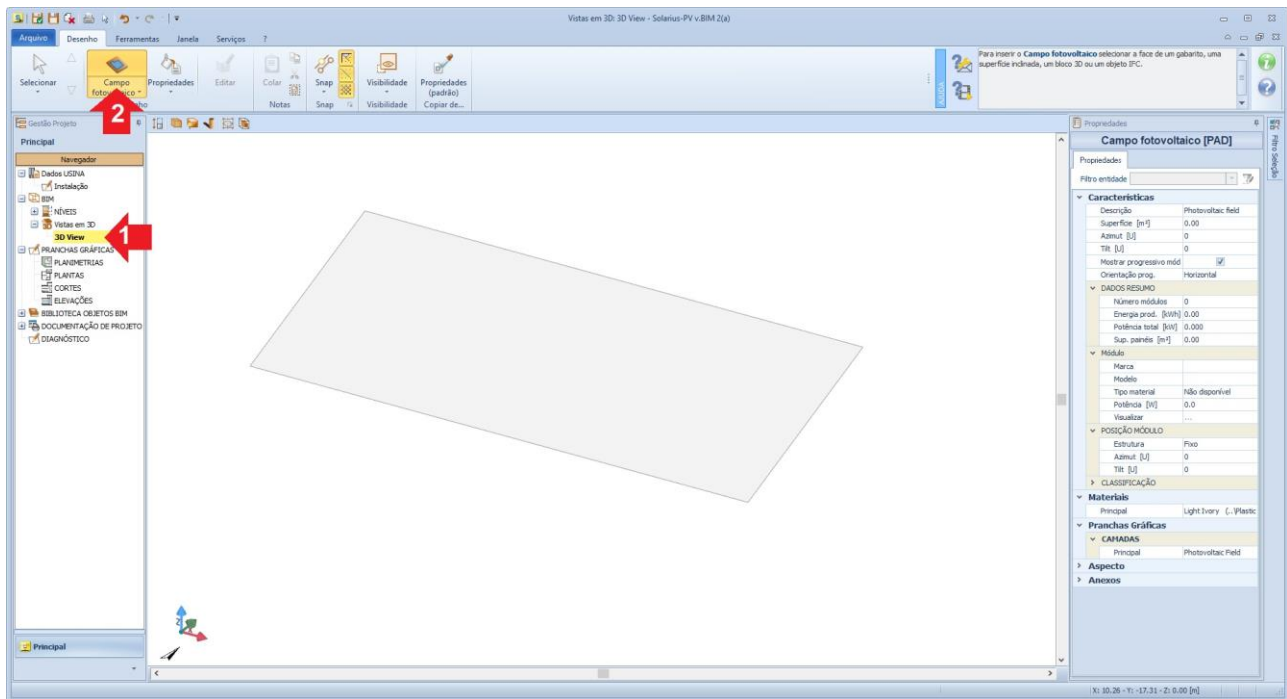 Vistas em 3D: 3D View - Solarius-PV v.BIM 2(a)
Arquivo Desenho Ferramentas Janela Serviços ?
Selecionar
Campo
fotovoltaico
Propriedades
Editar
Colar
Snap
Visibilidade
Propriedades
(padrão)
Notas Snap Visibilidade Copiar de...
AJUDA
Para inserir o Campo fotovoltaico selecionar a face de um gabarito, uma
superfície inclinada, um bloco 3D ou um objeto IFC.
2
Gestão Projeto
Principal
Navegador
Dados USINA
Instalação
BIM
NÍVEIS
Vistas em 3D
3D View
1
PRANCHAS GRÁFICAS
PLANIMETRIAS
PLANTAS
CORTES
ELEVAÇÕES
BIBLIOTECA OBJETOS BIM
DOCUMENTAÇÃO DE PROJETO
DIAGNÓSTICO
Principal
Z
Propriedades
Campo fotovoltaico [PAD]
Propriedades
Filtro entidade
Características
Descrição Photovoltaic field
Superfície [m²] 0.00
Azimut [U] 0
Tilt [U] 0
Mostrar progressivo mód
Orientação prog. Horizontal
DADOS RESUMO
Número módulos 0
Energia prod. [kWh] 0.00
Potência total [kW] 0.000
Sup. painéis [m²] 0.00
Módulo
Marca
Modelo
Tipo material Não disponível
Potência [W] 0.0
Visualizar ...
POSIÇÃO MÓDULO
Estrutura Fixo
Azimut [U] 0
Tilt [U] 0
CLASSIFICAÇÃO
Materiais
Principal Light Ivory (...\Plastic
Pranchas Gráficas
CAMADAS
Principal Photovoltaic Field
Aspecto
Anexos
Filtro Seleção
X: 10.26 - Y: -17.31 - Z: 0.00 [m]